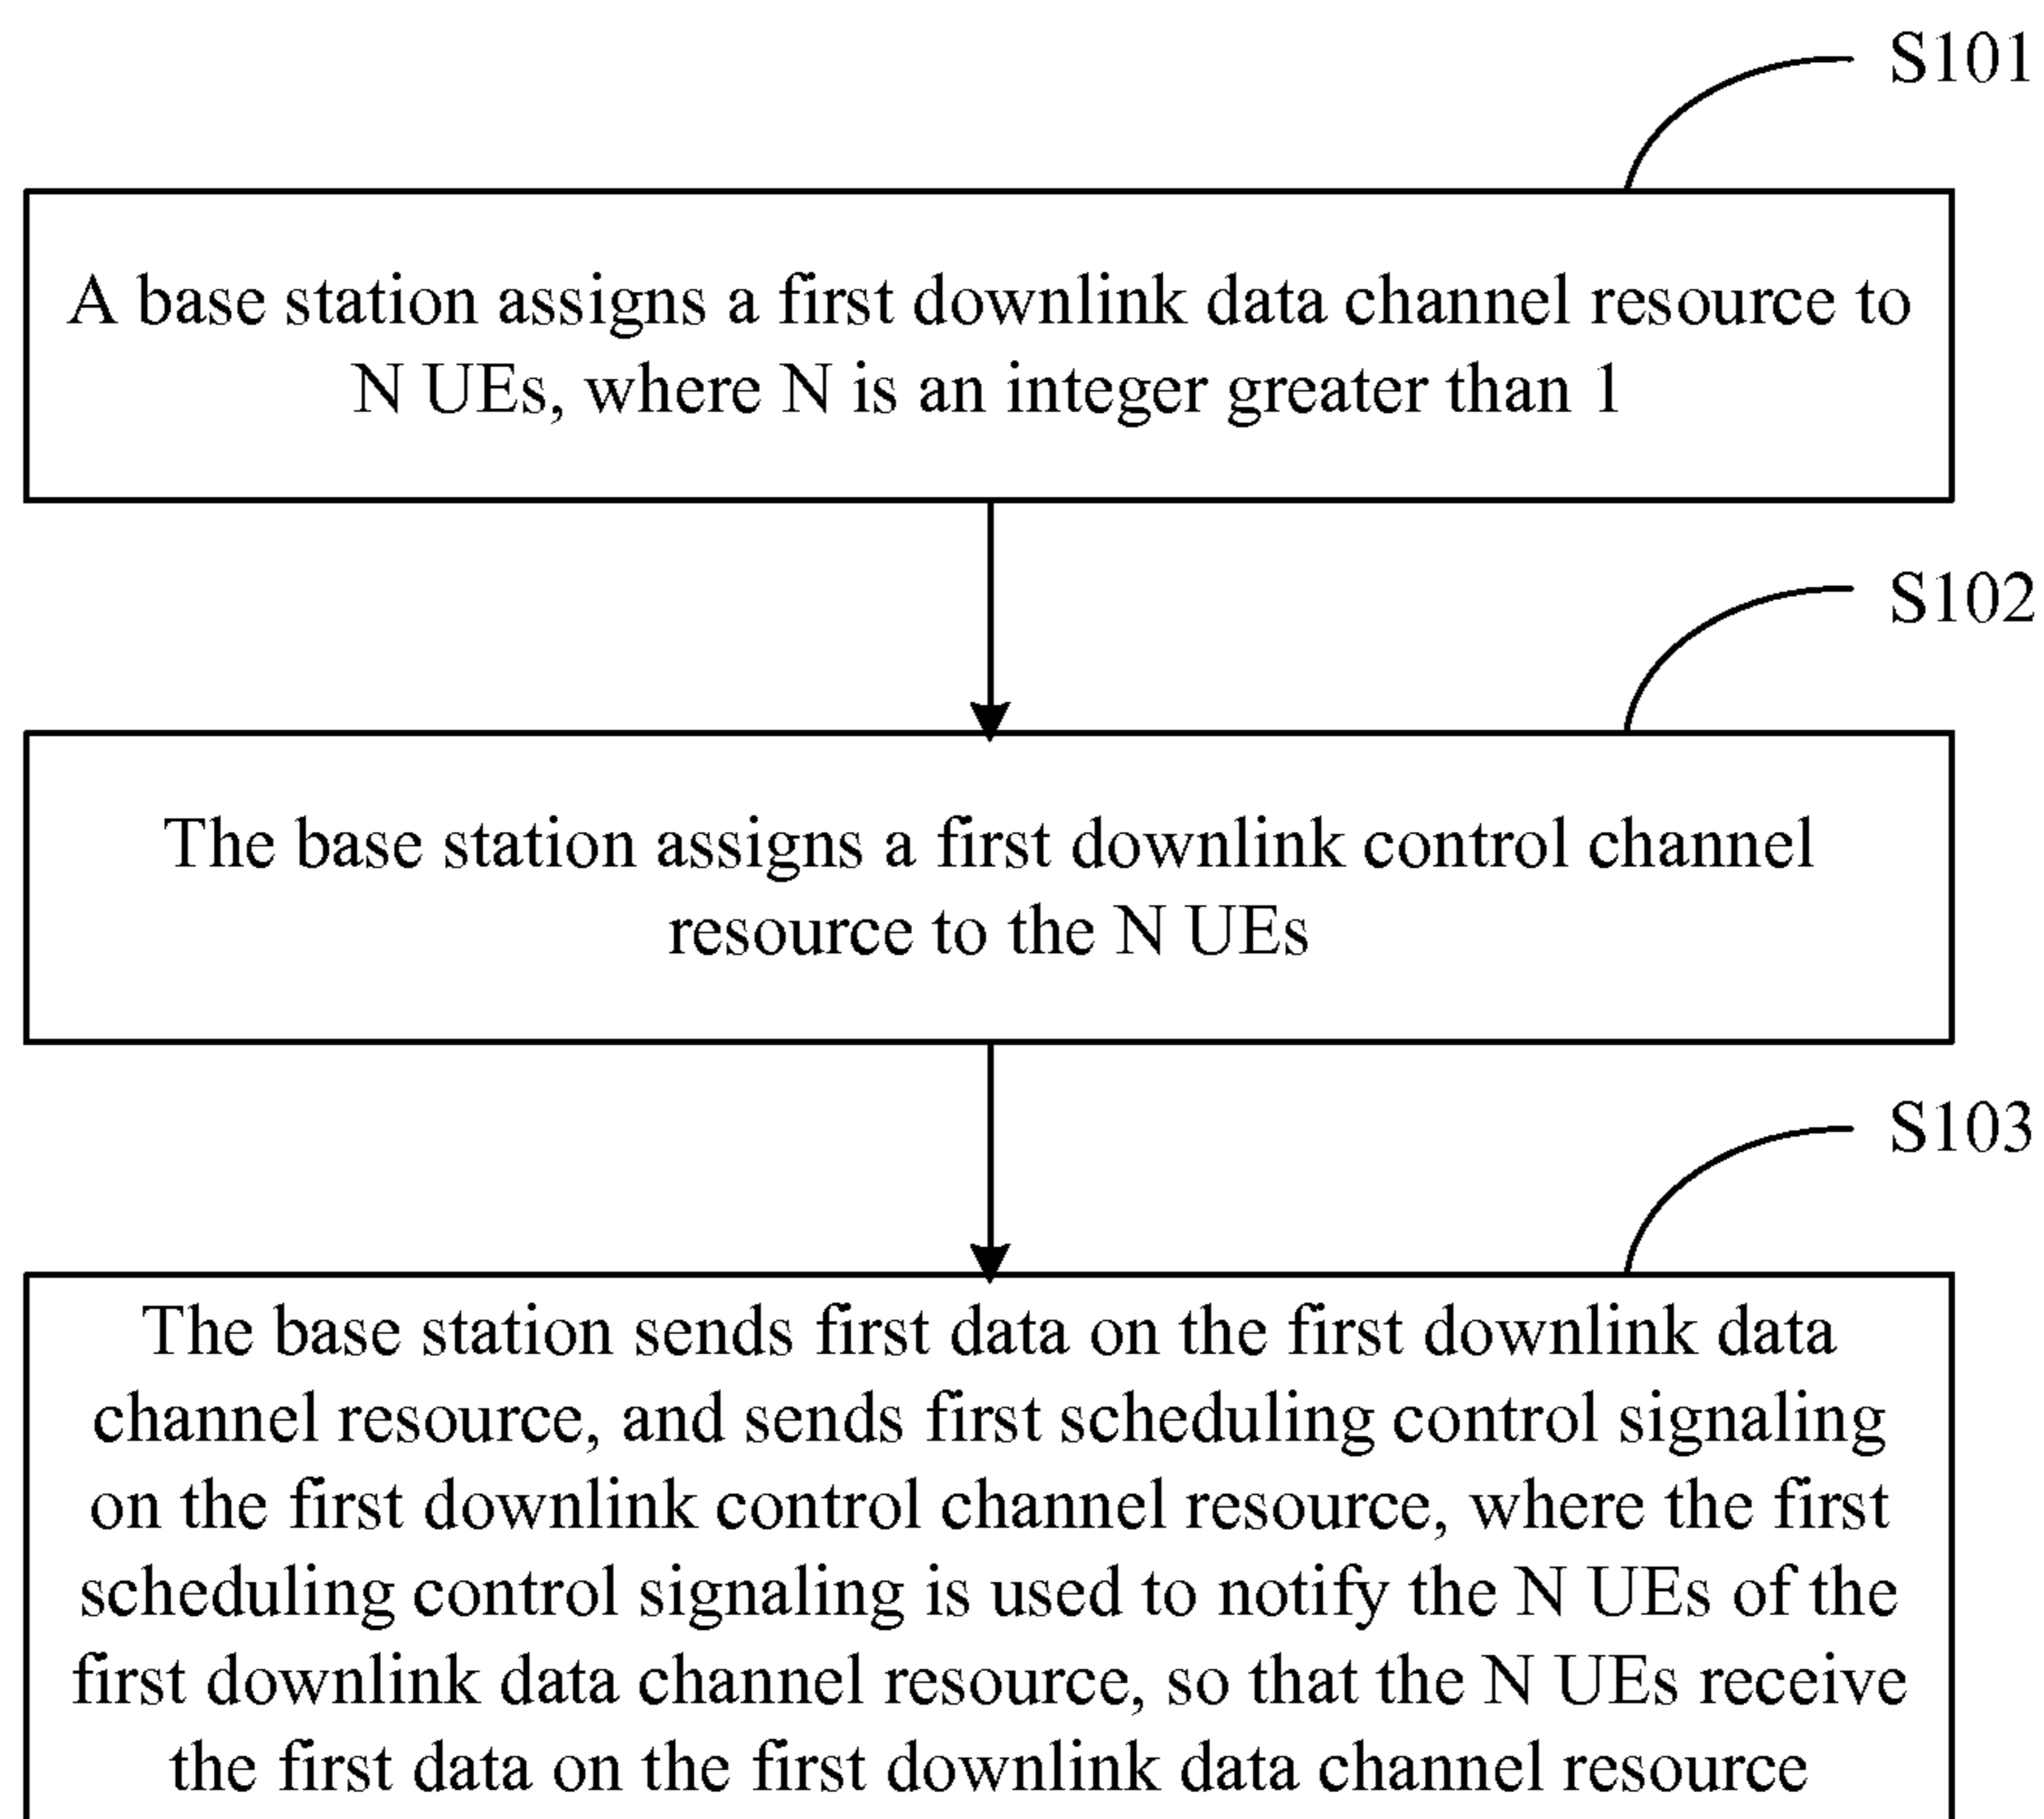 S101
A base station assigns a first downlink data channel resource to
N UEs, where N is an integer greater than 1
S102
The base station assigns a first downlink control channel
resource to the N UEs
S103
The base station sends first data on the first downlink data
channel resource, and sends first scheduling control signaling
on the first downlink control channel resource, where the first
scheduling control signaling is used to notify the N UEs of the
first downlink data channel resource, so that the N UEs receive
the first data on the first downlink data channel resource